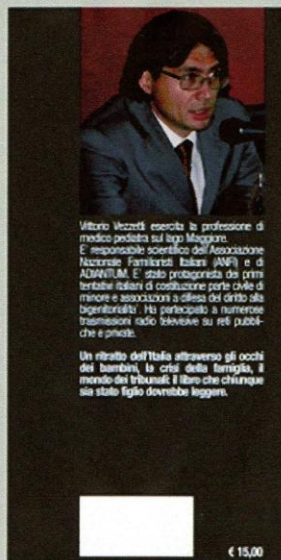 Vittorio Vezzetti esercita la professione di
medico pediatra sul lago Maggiore.
E' responsabile scientifico dell'Associazione
Nazionale Familiaristi Italiani (ANFI) e di
ADIANTUM. E' stato protagonista dei primi
tentativi italiani di costituzione parte civile di
minore e associazioni a difesa del diritto alla
bigenitorialita'. Ha partecipato a numerose
trasmissioni radio televisive su reti pubbli-
che e private.
Un ritratto dell'Italia attraverso gli occhi
dei bambini, la crisi della famiglia, il
mondo dei tribunali: il libro che chiunque
sia stato figlio dovrebbe leggere.
€ 15,00